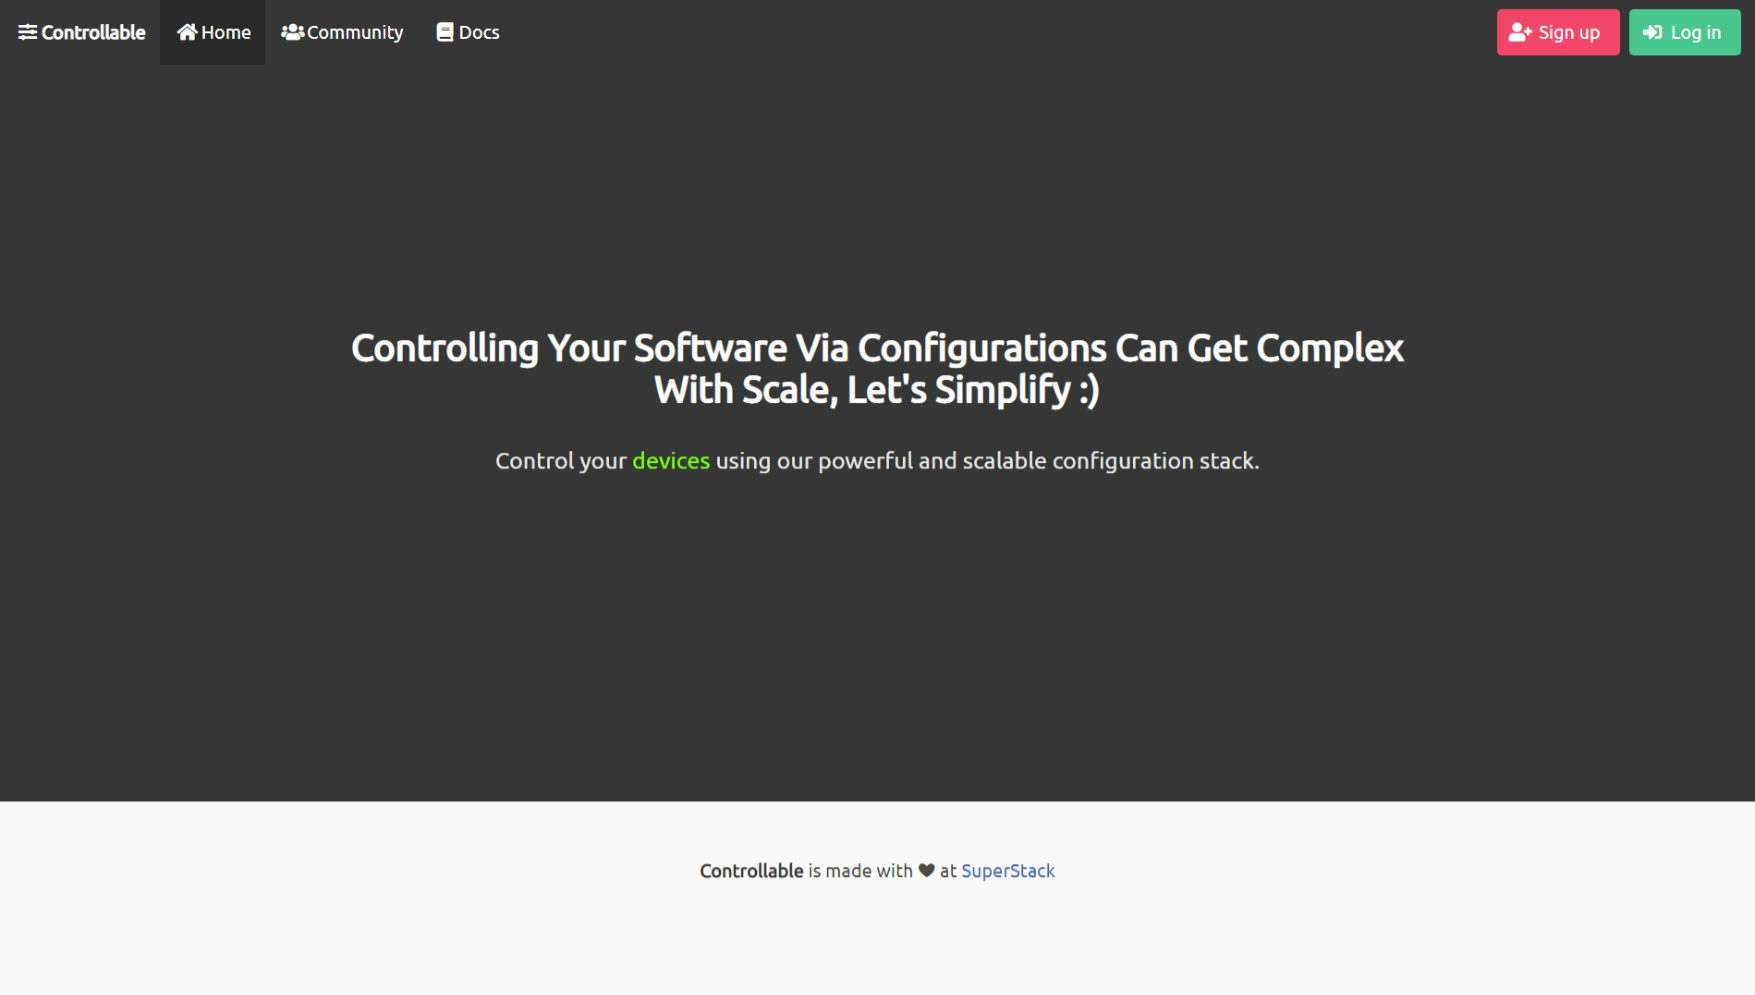 Controllable
Home
Community
Docs
Sign up
Log in
Controlling Your Software Via Configurations Can Get Complex
With Scale, Let's Simplify :)
Control your devices using our powerful and scalable configuration stack.
Controllable is made with ♥ at SuperStack